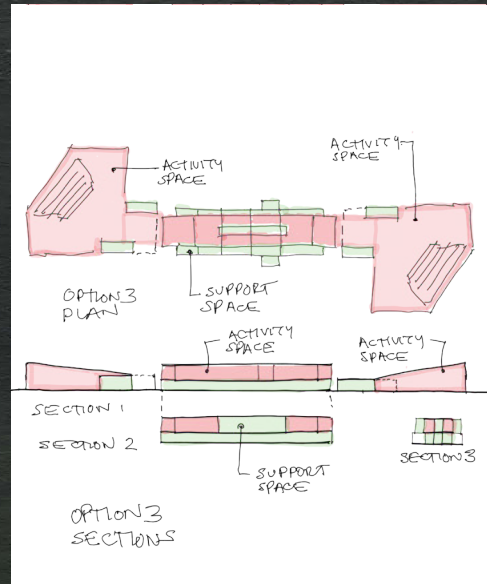 ACTIVITY
SPACE
ACTIVITY
SPACE
OPTION 3
PLAN
SUPPORT
SPACE
ACTIVITY
SPACE
ACTIVITY
SPACE
SECTION 1
SECTION 2
SECTION 3
SUPPORT
SPACE
OPTION 3
SECTIONS